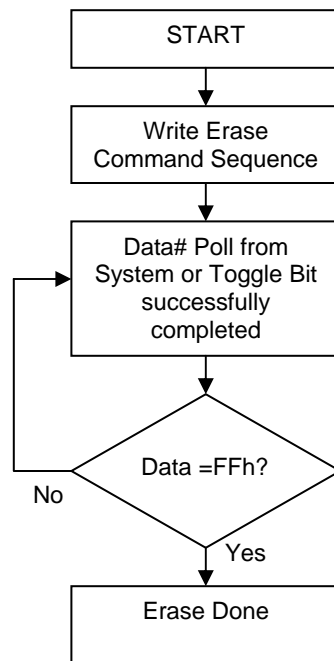 START
Write Erase
Command Sequence
Data# Poll from
System or Toggle Bit
successfully
completed
Data =FFh?
No
Yes
Erase Done